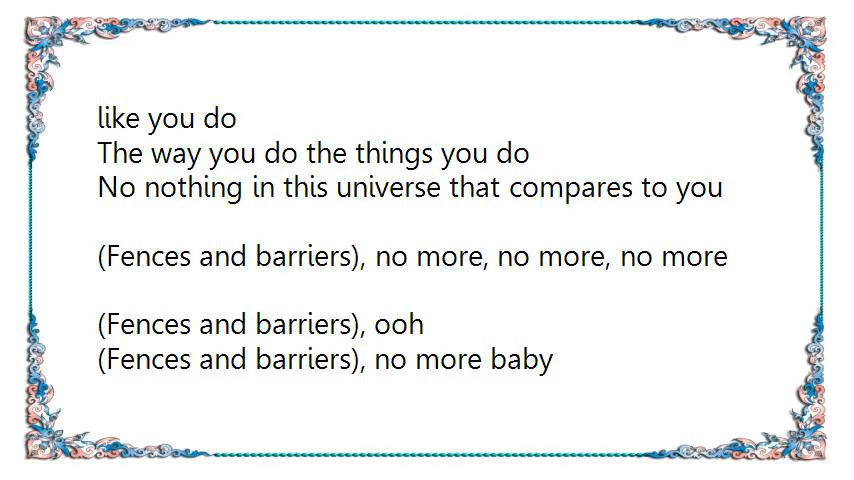 like you do
The way you do the things you do
No nothing in this universe that compares to you
(Fences and barriers), no more, no more, no more
(Fences and barriers), ooh
(Fences and barriers), no more baby